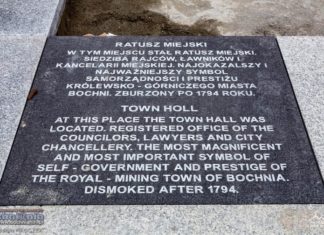 RATUSZ MIEJSKI
W TYM MIEJSCU STAŁ RATUSZ MIEJSKI,
SIEDZIBA RAJCÓW, ŁAWNIKÓW I
KANCELARII MIEJSKIEJ. NAJOKAZALSZY I
NAJWAŻNIEJSZY SYMBOL
SAMORZĄDNOŚCI I PRESTIŻU
KRÓLEWSKO - GÓRNICZEGO MIASTA
BOCHNI. ZBURZONY PO 1794 ROKU.
TOWN HOLL
AT THIS PLACE THE TOWN HALL WAS
LOCATED. REGISTERED OFFICE OF THE
COUNCILORS, LAWYERS AND CITY
CHANCELLERY. THE MOST MAGNIFICENT
AND MOST IMPORTANT SYMBOL OF
SELF - GOVERNMENT AND PRESTIGE OF
THE ROYAL - MINING TOWN OF BOCHNIA.
DISMOKED AFTER 1794.